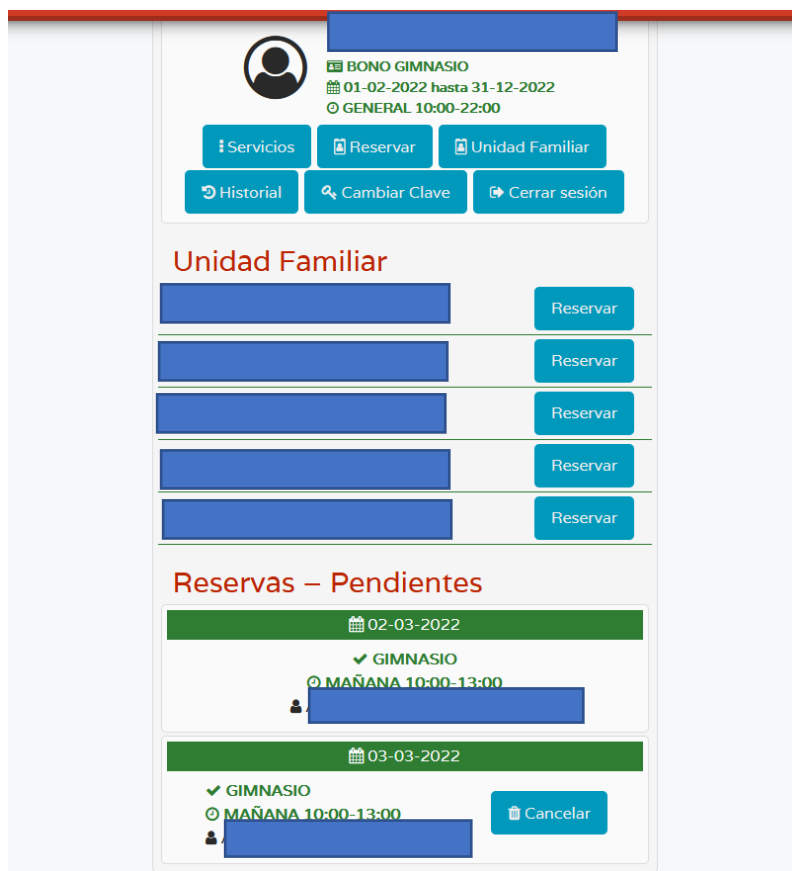 BONO GIMNASIO
01-02-2022 hasta 31-12-2022
GENERAL 10:00-22:00
Servicios
Reservar
Unidad Familiar
Historial
Cambiar Clave
Cerrar sesión
Unidad Familiar
Reservar
Reservar
Reservar
Reservar
Reservar
Reservas – Pendientes
02-03-2022
GIMNASIO
MAÑANA 10:00-13:00
03-03-2022
GIMNASIO
MAÑANA 10:00-13:00
Cancelar